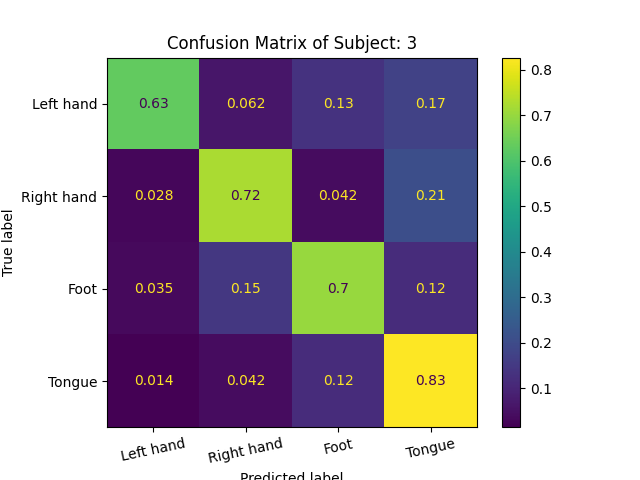 Confusion Matrix of Subject: 3
Left hand 0.63 0.062 0.13 0.17
Right hand 0.028 0.72 0.042 0.21
Foot 0.035 0.15 0.7 0.12
Tongue 0.014 0.042 0.12 0.83
Left hand Right hand Foot Tongue
Predicted label
True label
0.8
0.7
0.6
0.5
0.4
0.3
0.2
0.1